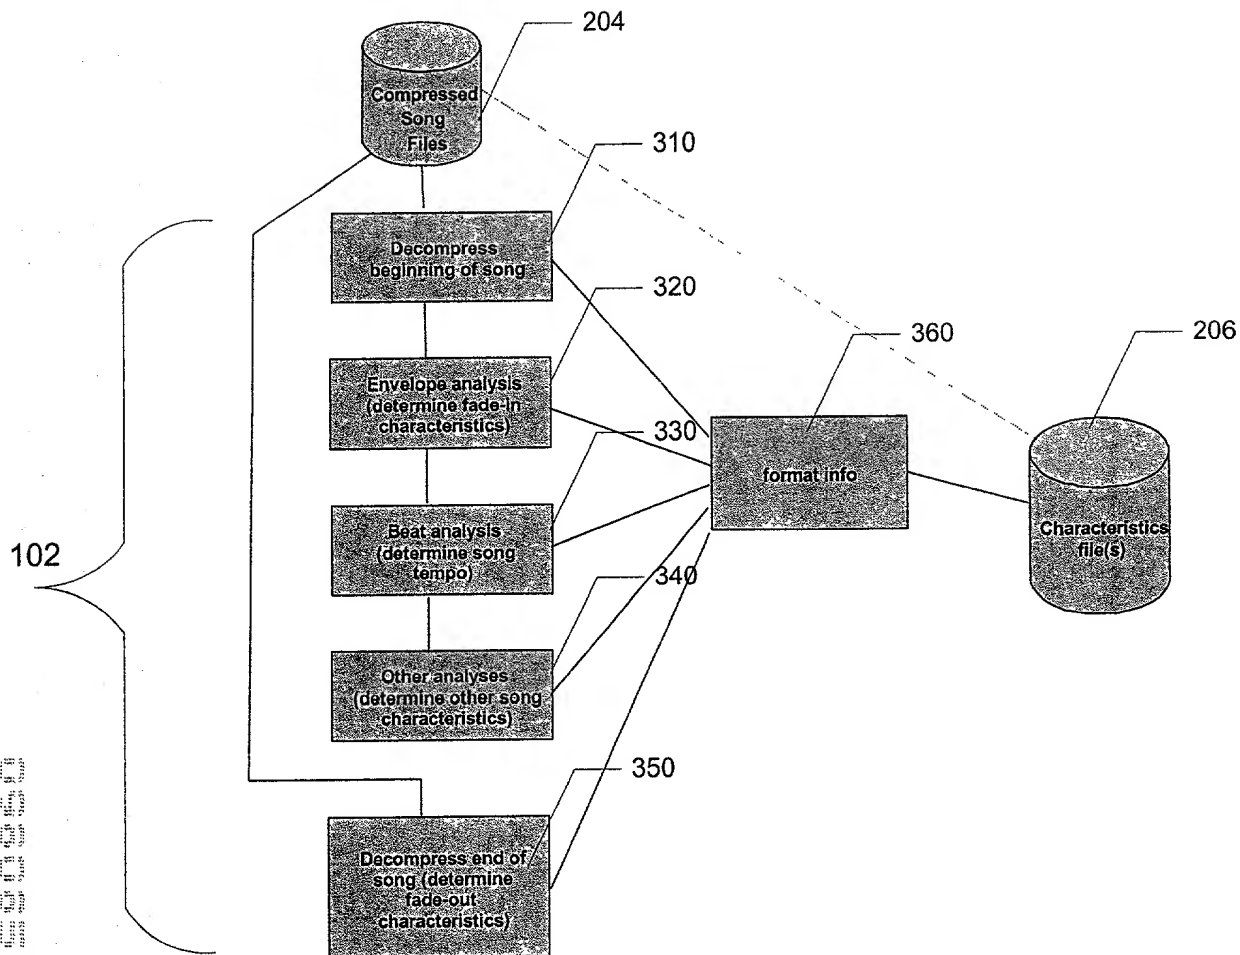 204
Compressed
Song
Files
310
Decompress
beginning of song
320
Envelope analysis
(determine fade-in
characteristics)
360
206
330
format info
Beat analysis
(determine song
tempo)
Characteristics
file(s)
102
340
Other analyses
(determine other song
characteristics)
350
Decompress end of
song (determine
fade-out
characteristics)